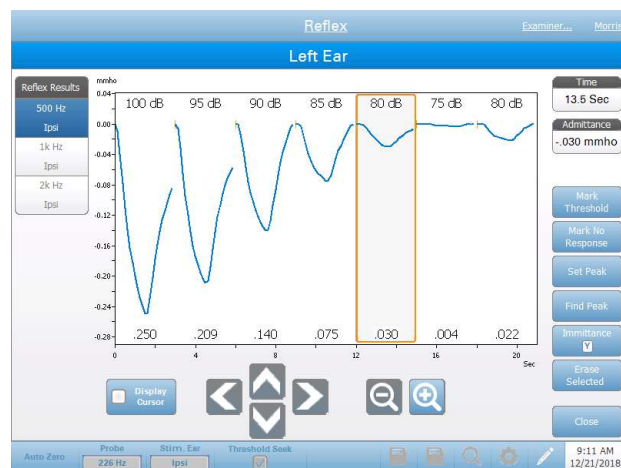 Reflex
Examiner...
Morris
Left Ear
Reflex Results
500 Hz
Ipsi
1k Hz
Ipsi
2k Hz
Ipsi
mmho
0.04
0.00
-0.04
-0.08
-0.12
-0.16
-0.20
-0.24
-0.28
100 dB 95 dB 90 dB 85 dB 80 dB 75 dB 80 dB
.250 .209 .140 .075 .030 .004 .022
0 4 8 12 16 20
Sec
Time
13.5 Sec
Admittance
-.030 mmho
Mark
Threshold
Mark No
Response
Set Peak
Find Peak
Immittance
Y
Erase
Selected
Close
Display
Cursor
Auto Zero
Probe
226 Hz
Stim. Ear
Ipsi
Threshold Seek
9:11 AM
12/21/2018